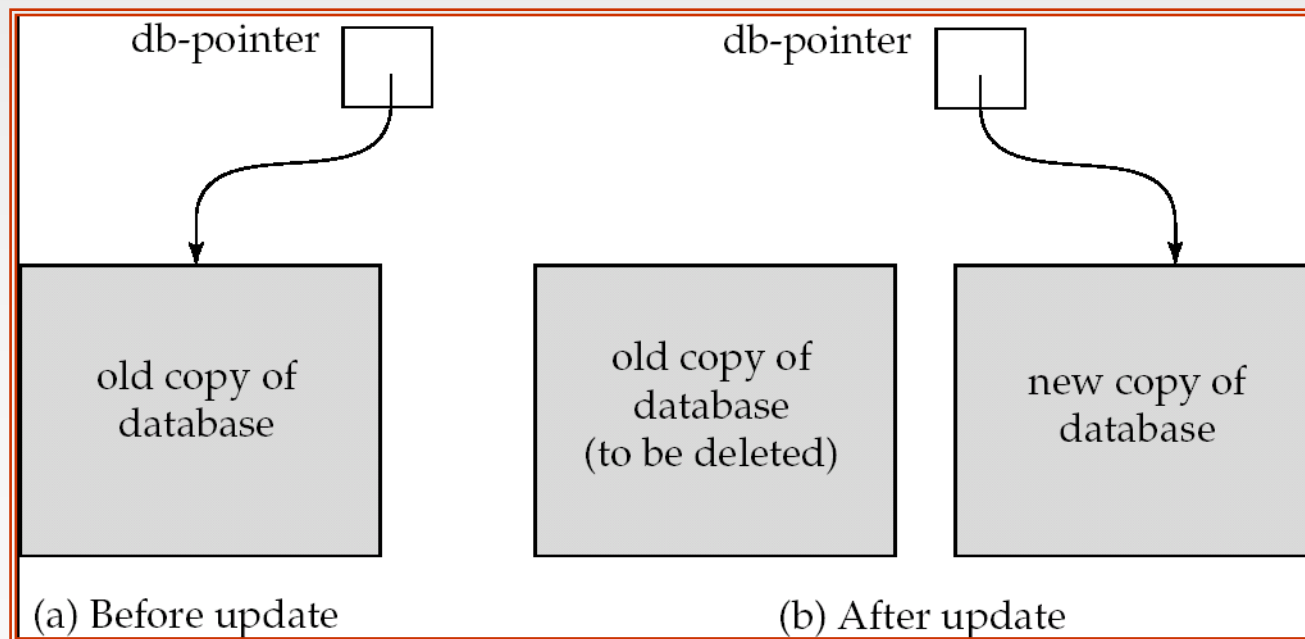 db-pointer
db-pointer
old copy of
database
old copy of
database
(to be deleted)
new copy of
database
(a) Before update
(b) After update